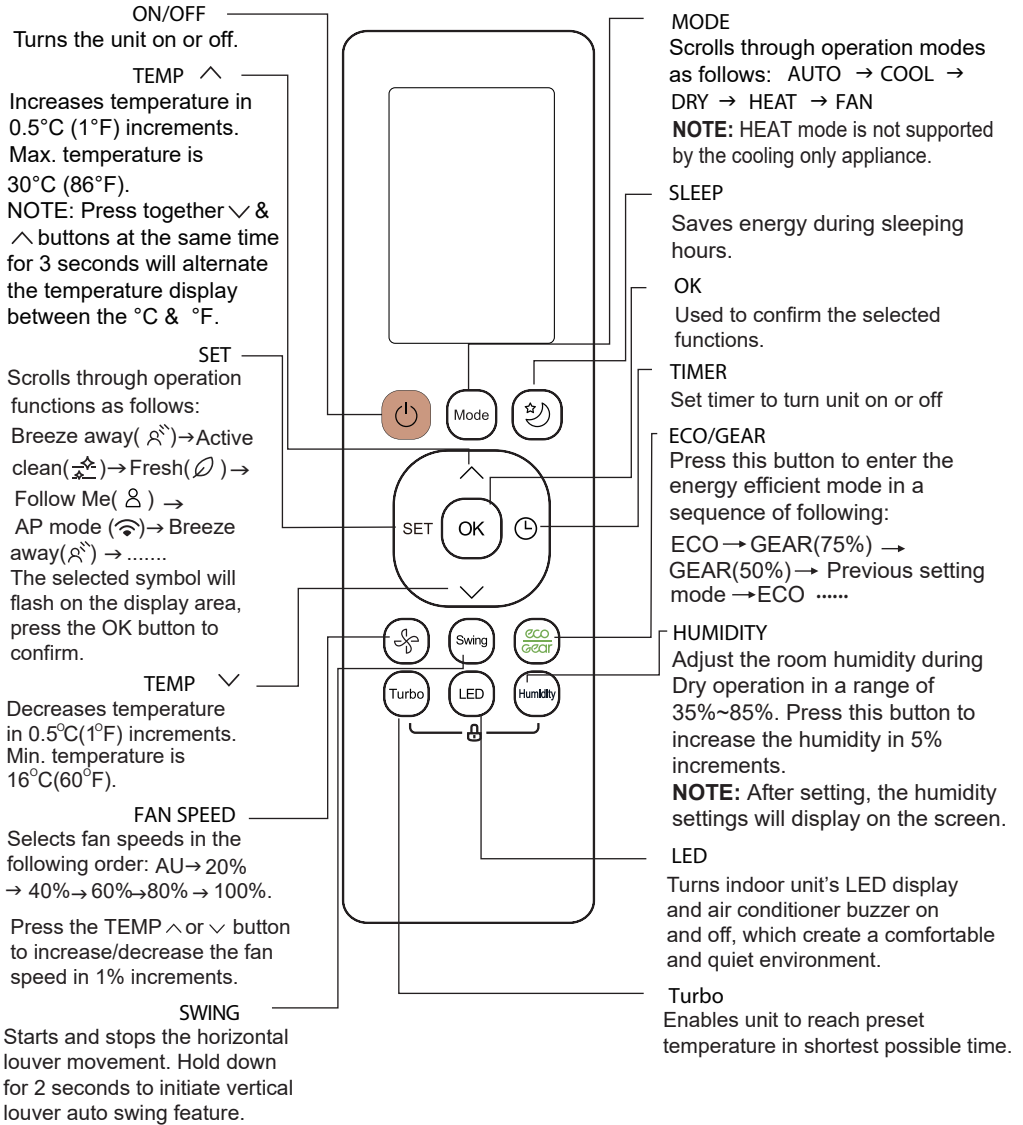 ON/OFF
Turns the unit on or off.
TEMP ︿
Increases temperature in
0.5°C (1°F) increments.
Max. temperature is
30°C (86°F).
NOTE: Press together ﹀ &
︿ buttons at the same time
for 3 seconds will alternate
the temperature display
between the °C & °F.
SET
Scrolls through operation
functions as follows:
Breeze away( )→Active
clean( )→Fresh( )→
Follow Me( ) →
AP mode ( )→ Breeze
away( ) → .......
The selected symbol will
flash on the display area,
press the OK button to
confirm.
TEMP ﹀
Decreases temperature
in 0.5°C(1°F) increments.
Min. temperature is
16°C(60°F).
FAN SPEED
Selects fan speeds in the
following order: AU→ 20%
→ 40%→ 60%→80% → 100%.
Press the TEMP ︿ or ﹀ button
to increase/decrease the fan
speed in 1% increments.
SWING
Starts and stops the horizontal
louver movement. Hold down
for 2 seconds to initiate vertical
louver auto swing feature.
Mode
SET
OK
Swing
eco
Gear
Turbo
LED
Humidity
MODE
Scrolls through operation modes
as follows: AUTO → COOL →
DRY → HEAT → FAN
NOTE: HEAT mode is not supported
by the cooling only appliance.
SLEEP
Saves energy during sleeping
hours.
OK
Used to confirm the selected
functions.
TIMER
Set timer to turn unit on or off
ECO/GEAR
Press this button to enter the
energy efficient mode in a
sequence of following:
ECO → GEAR(75%) →
GEAR(50%)→ Previous setting
mode →ECO ......
HUMIDITY
Adjust the room humidity during
Dry operation in a range of
35%~85%. Press this button to
increase the humidity in 5%
increments.
NOTE: After setting, the humidity
settings will display on the screen.
LED
Turns indoor unit's LED display
and air conditioner buzzer on
and off, which create a comfortable
and quiet environment.
Turbo
Enables unit to reach preset
temperature in shortest possible time.